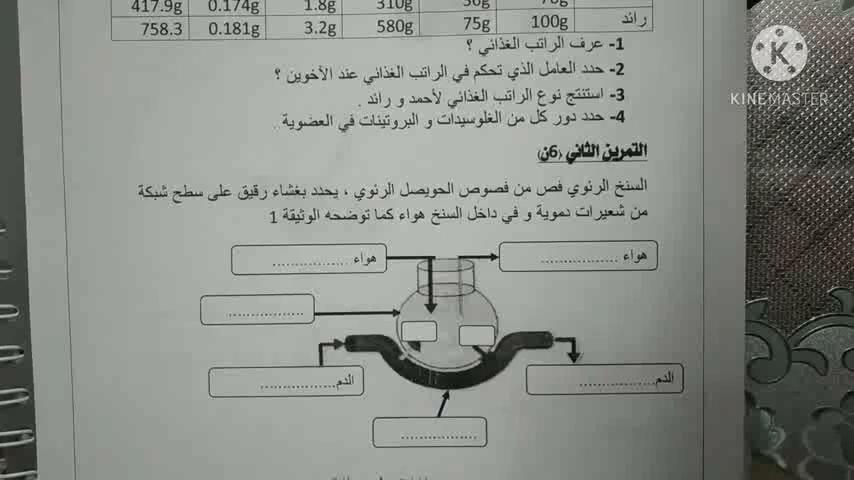 417.9g 0.174g 1.8g 310g
رائد 100g 75g 580g 3.2g 0.181g 758.3
1- عرف الراتب الغذائي ؟
2- حدد العامل الذي تحكم في الراتب الغذائي عند الأخوين ؟
3- استنتج نوع الراتب الغذائي لأحمد و رائد .
4- حدد دور كل من الغلوسيدات و البروتينات في العضوية..
التمرين الثاني (6ن)
السنخ الرئوي فص من فصوص الحويصل الرئوي ، يحدد بغشاء رقيق على سطح شبكة
من شعيرات دموية و في داخل السنخ هواء كما توضحه الوثيقة 1
هواء ................
هواء ................
................
الدم................
الدم................
................
K
KINEMASTER